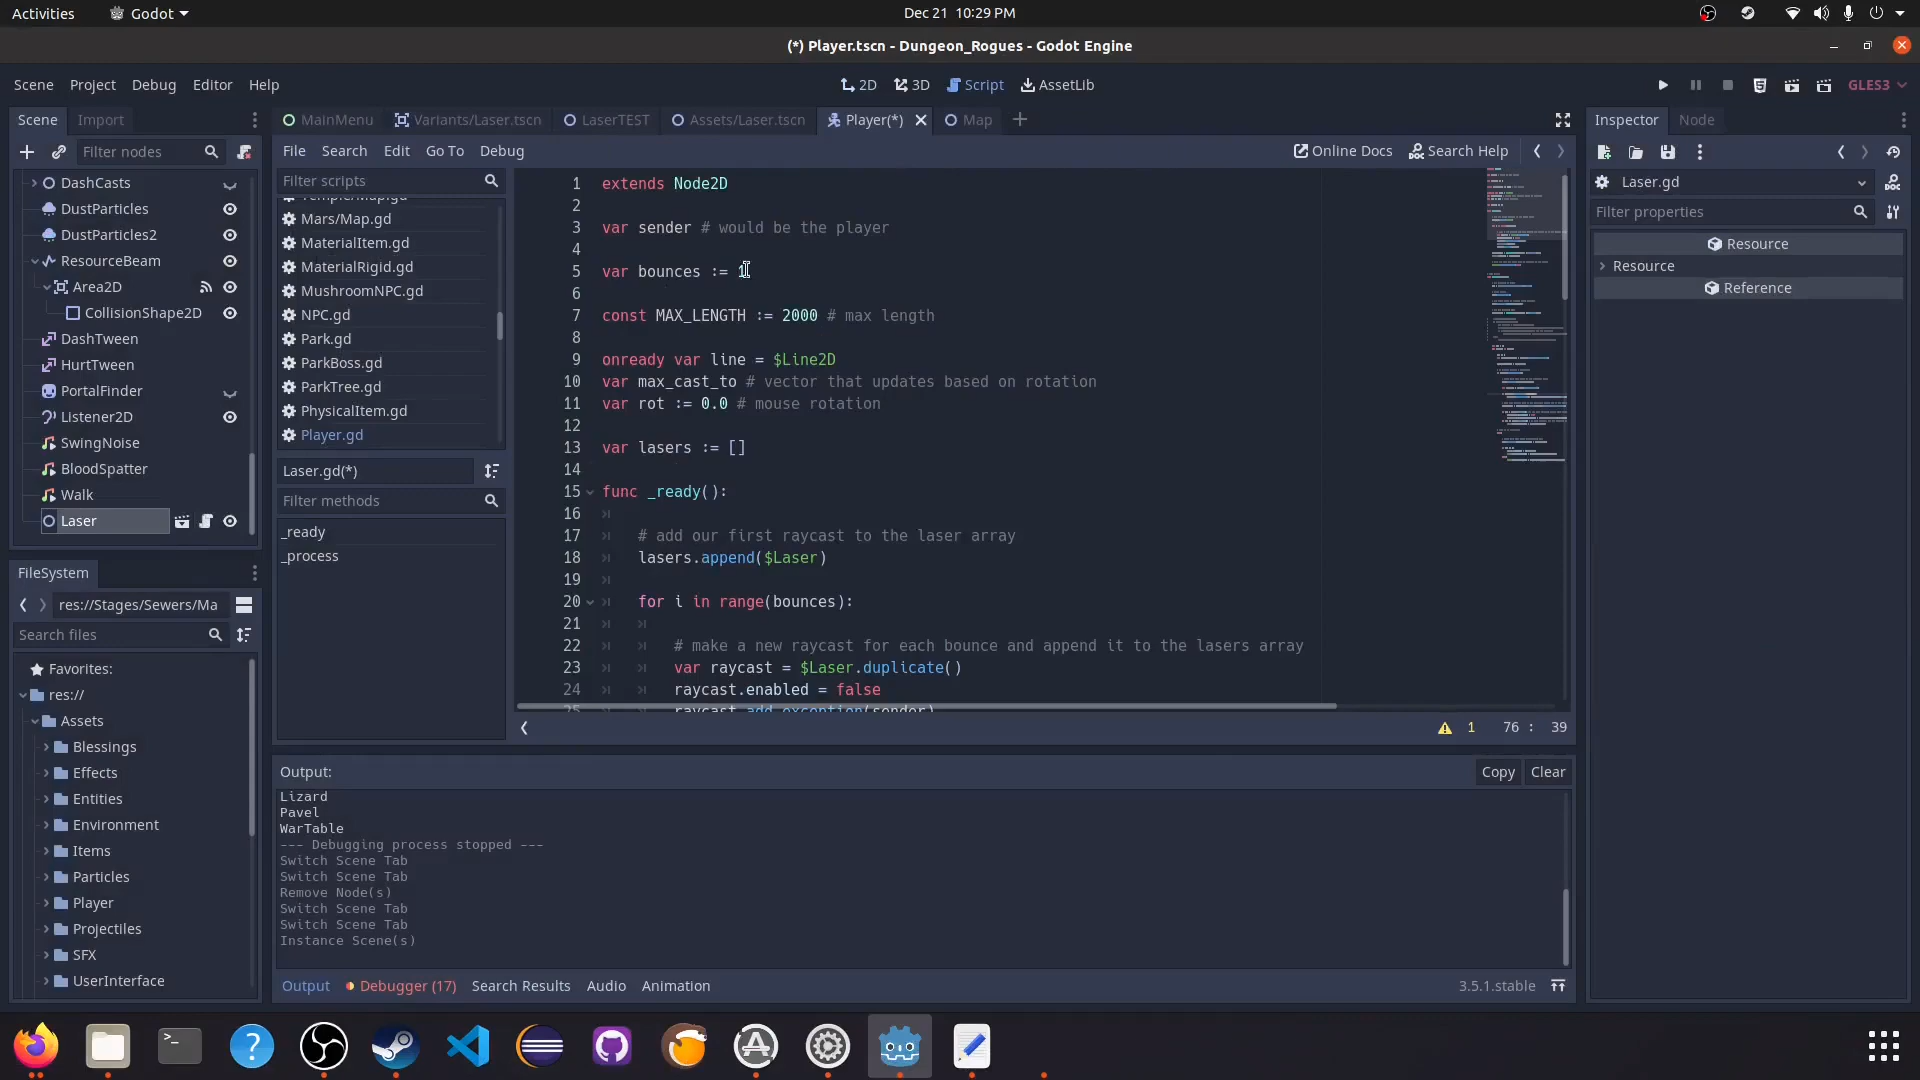 Activities
Godot
Dec 21 10:29 PM
(*) Player.tscn - Dungeon_Rogues - Godot Engine
Scene Project Debug Editor Help
2D 3D Script AssetLib
GLES3
Scene Import
Filter nodes
DashCasts
DustParticles
DustParticles2
ResourceBeam
Area2D
CollisionShape2D
DashTween
HurtTween
PortalFinder
Listener2D
SwingNoise
BloodSpatter
Walk
Laser
FileSystem
res://Stages/Sewers/Ma
Search files
Favorites:
res://
Assets
Blessings
Effects
Entities
Environment
Items
Particles
Player
Projectiles
SFX
UserInterface
MainMenu Variants/Laser.tscn LaserTEST Assets/Laser.tscn Player(*) Map
File Search Edit Go To Debug
Online Docs Search Help
Filter scripts
Temple/Map.gd
Mars/Map.gd
MaterialItem.gd
MaterialRigid.gd
MushroomNPC.gd
NPC.gd
Park.gd
ParkBoss.gd
ParkTree.gd
PhysicalItem.gd
Player.gd
Laser.gd(*)
Filter methods
_ready
_process
1 extends Node2D
2
3 var sender # would be the player
4
5 var bounces := 1
6
7 const MAX_LENGTH := 2000 # max length
8
9 onready var line = $Line2D
10 var max_cast_to # vector that updates based on rotation
11 var rot := 0.0 # mouse rotation
12
13 var lasers := []
14
15 func _ready():
16
17 # add our first raycast to the laser array
18 lasers.append($Laser)
19
20 for i in range(bounces):
21
22 # make a new raycast for each bounce and append it to the lasers array
23 var raycast = $Laser.duplicate()
24 raycast.enabled = false
25 raycast.add_exception(sender)
1 76 : 39
Output:
Copy Clear
Lizard
Pavel
WarTable
--- Debugging process stopped ---
Switch Scene Tab
Switch Scene Tab
Remove Node(s)
Switch Scene Tab
Switch Scene Tab
Instance Scene(s)
Output Debugger (17) Search Results Audio Animation
3.5.1.stable
Inspector Node
Laser.gd
Filter properties
Resource
Resource
Reference